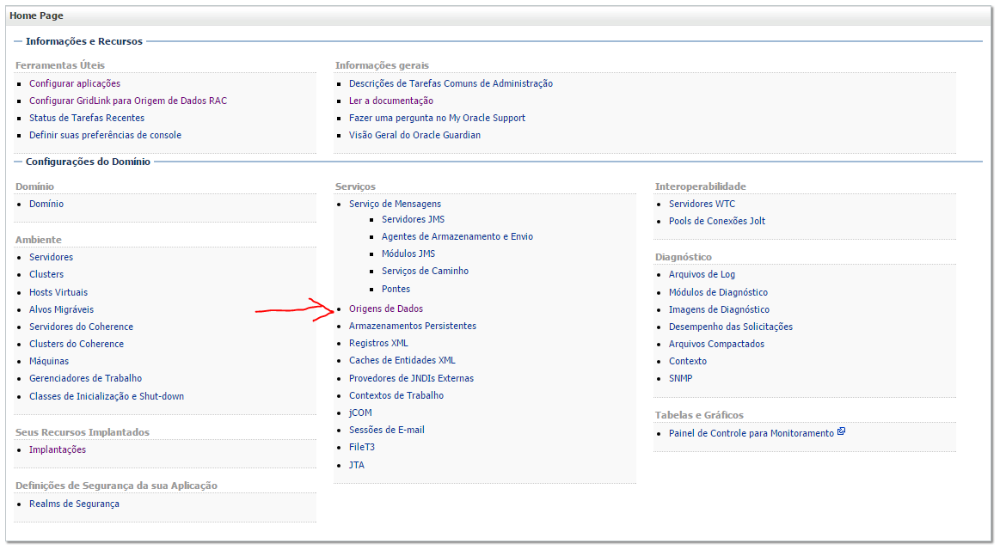 Home Page
Informações e Recursos
Ferramentas Úteis
Configurar aplicações
Configurar GridLink para Origem de Dados RAC
Status de Tarefas Recentes
Definir suas preferências de console
Informações gerais
Descrições de Tarefas Comuns de Administração
Ler a documentação
Fazer uma pergunta no My Oracle Support
Visão Geral do Oracle Guardian
Configurações do Domínio
Domínio
Domínio
Ambiente
Servidores
Clusters
Hosts Virtuais
Alvos Migráveis
Servidores do Coherence
Clusters do Coherence
Máquinas
Gerenciadores de Trabalho
Classes de Inicialização e Shut-down
Seus Recursos Implantados
Implantações
Definições de Segurança da sua Aplicação
Realms de Segurança
Serviços
Serviço de Mensagens
Servidores JMS
Agentes de Armazenamento e Envio
Módulos JMS
Serviços de Caminho
Pontes
Origens de Dados
Armazenamentos Persistentes
Registros XML
Caches de Entidades XML
Provedores de JNDIs Externas
Contextos de Trabalho
jCOM
Sessões de E-mail
FileT3
JTA
Interoperabilidade
Servidores WTC
Pools de Conexões Jolt
Diagnóstico
Arquivos de Log
Módulos de Diagnóstico
Imagens de Diagnóstico
Desempenho das Solicitações
Arquivos Compactados
Contexto
SNMP
Tabelas e Gráficos
Painel de Controle para Monitoramento